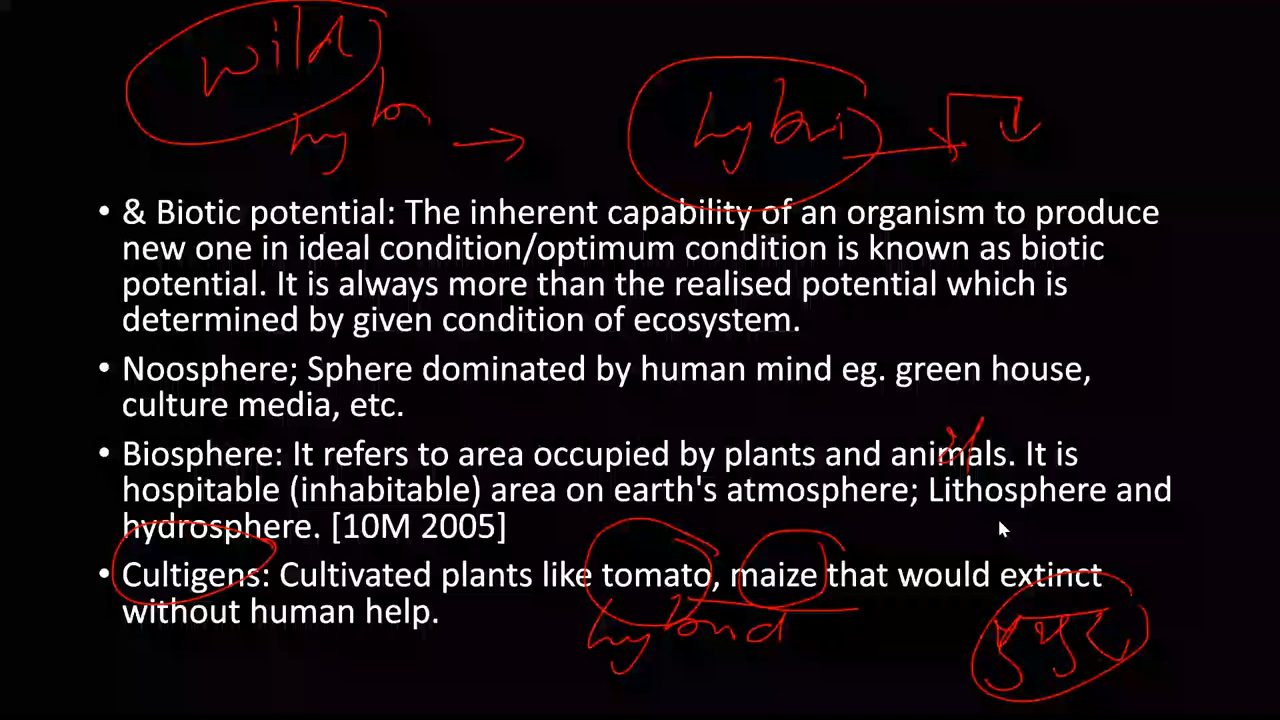 wild
hybri
• & Biotic potential: The inherent capability of an organism to produce
new one in ideal condition/optimum condition is known as biotic
potential. It is always more than the realised potential which is
determined by given condition of ecosystem.
• Noosphere; Sphere dominated by human mind eg. green house,
culture media, etc.
• Biosphere: It refers to area occupied by plants and animals. It is
hospitable (inhabitable) area on earth's atmosphere; Lithosphere and
hydrosphere. [10M 2005]
• Cultigens: Cultivated plants like tomato, maize that would extinct
without human help.